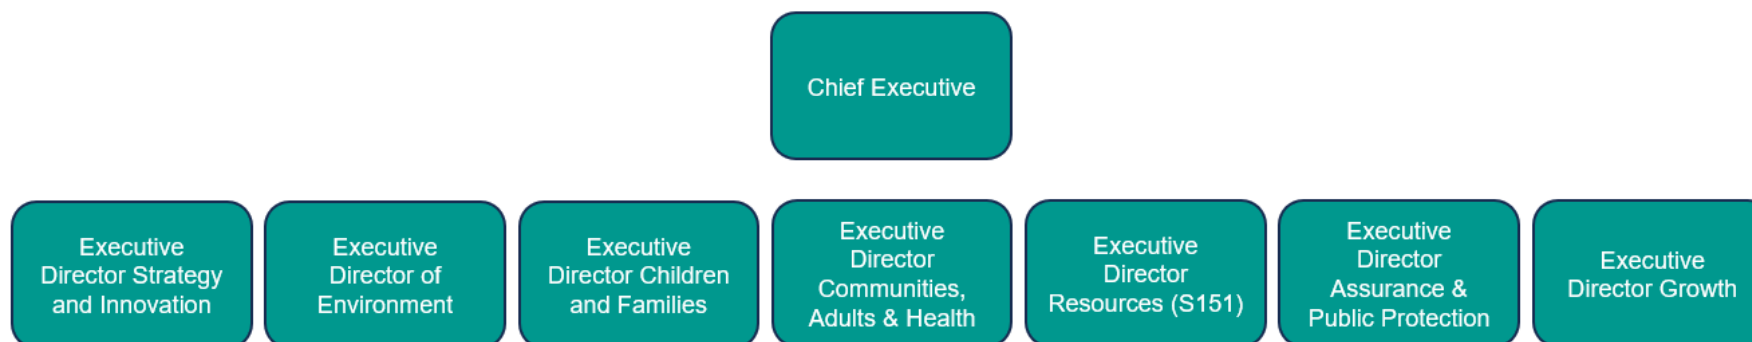 Chief Executive
Executive
Director Strategy
and Innovation
Executive
Director of
Environment
Executive
Director Children
and Families
Executive
Director
Communities,
Adults & Health
Executive
Director
Resources (S151)
Executive
Director
Assurance &
Public Protection
Executive
Director Growth